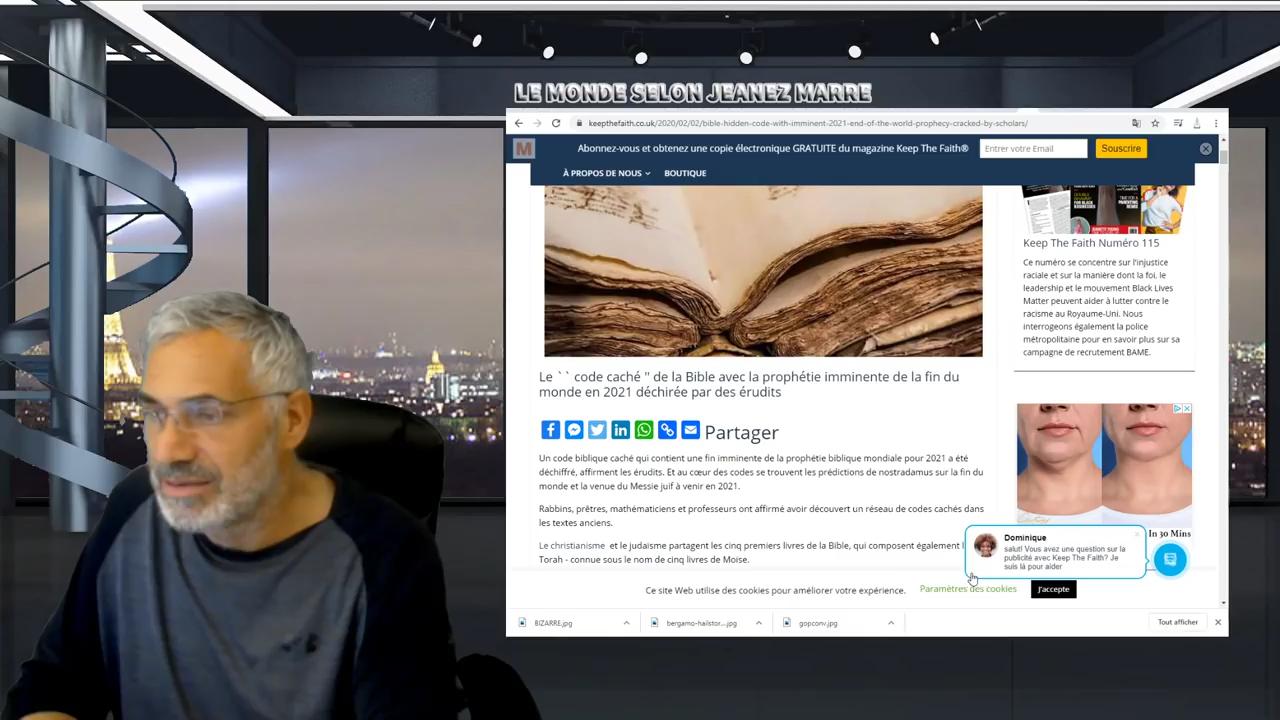 LE MONDE SELON JEANEZ MARRE
keepthefaith.co.uk/2020/02/02/bible-hidden-code-with-imminent-2021-end-of-the-world-prophecy-cracked-by-scholars/
M
Abonnez-vous et obtenez une copie électronique GRATUITE du magazine Keep The Faith®
Entrer votre Email
Souscrire
À PROPOS DE NOUS
BOUTIQUE
Le `` code caché '' de la Bible avec la prophétie imminente de la fin du
monde en 2021 déchirée par des érudits
Partager
Un code biblique caché qui contient une fin imminente de la prophétie biblique mondiale pour 2021 a été
déchiffré, affirment les érudits. Et au cœur des codes se trouvent les prédictions de nostradamus sur la fin du
monde et la venue du Messie juif à venir en 2021.
Rabbins, prêtres, mathématiciens et professeurs ont affirmé avoir découvert un réseau de codes cachés dans
les textes anciens.
Le christianisme et le judaïsme partagent les cinq premiers livres de la Bible, qui composent également
Torah - connue sous le nom de cinq livres de Moïse.
Keep The Faith Numéro 115
Ce numéro se concentre sur l'injustice
raciale et sur la manière dont la foi, le
leadership et le mouvement Black Lives
Matter peuvent aider à lutter contre le
racisme au Royaume-Uni. Nous
interrogeons également la police
métropolitaine pour en savoir plus sur sa
campagne de recrutement BAME.
In 30 Mins
Dominique
salut! Vous avez une question sur la
publicité avec Keep The Faith? Je
suis là pour aider
Ce site Web utilise des cookies pour améliorer votre expérience.
Paramètres des cookies
J'accepte
BIZARRE.jpg
bergamo-hailstor....jpg
gopconv.jpg
Tout afficher